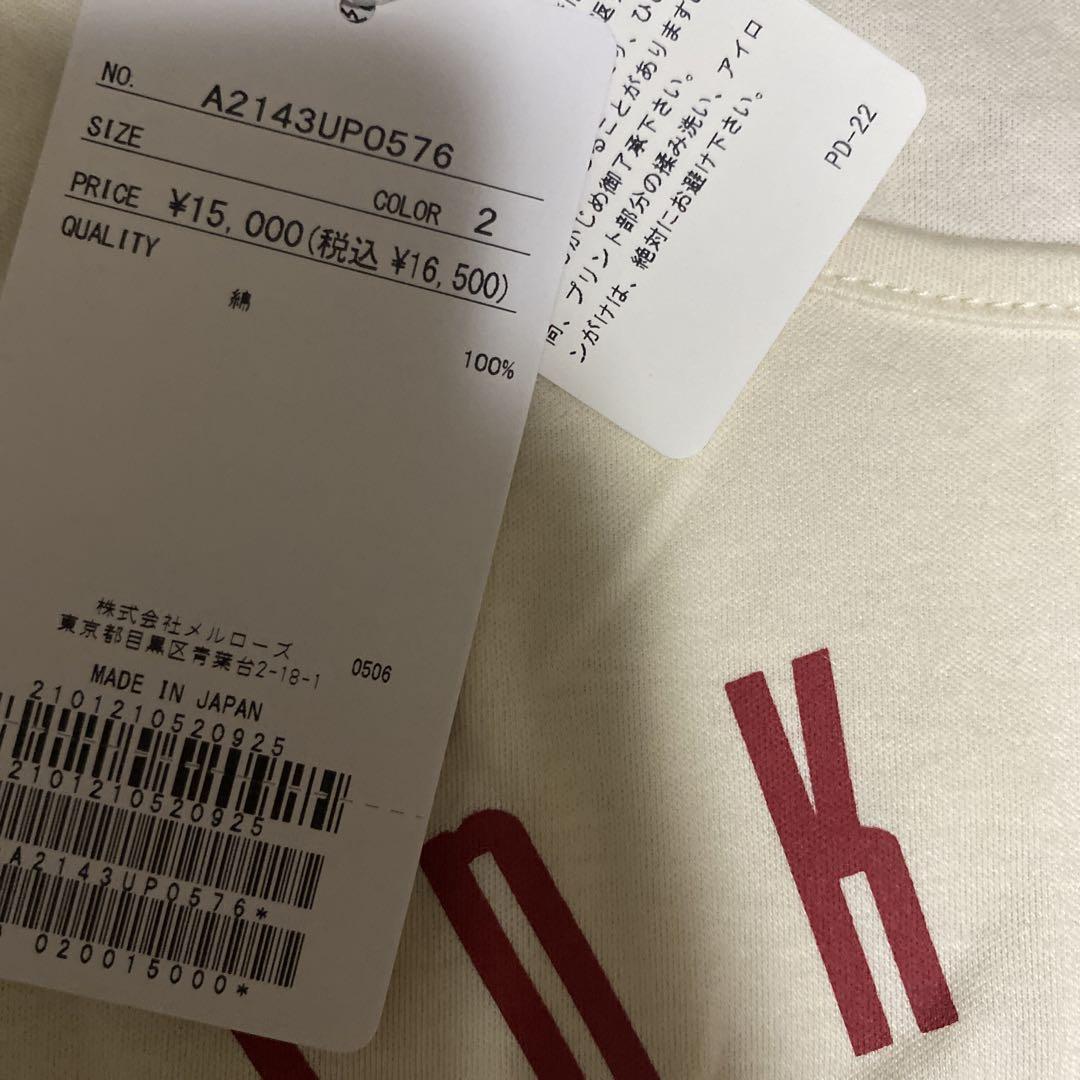 NO. A2143UP0576
SIZE
COLOR 2
PRICE ¥15,000(税込 ¥16,500)
QUALITY
綿
100%
株式会社メルローズ
東京都目黒区青葉台2-18-1 0506
MADE IN JAPAN
2101210520925
2101210520925
A2143UP0576*
020015000*
ることがあります
かじめ御了承下さい。
プリント部分の揉み洗い、アイロ
ンがけは、絶対にお避け下さい。
PD-22
K